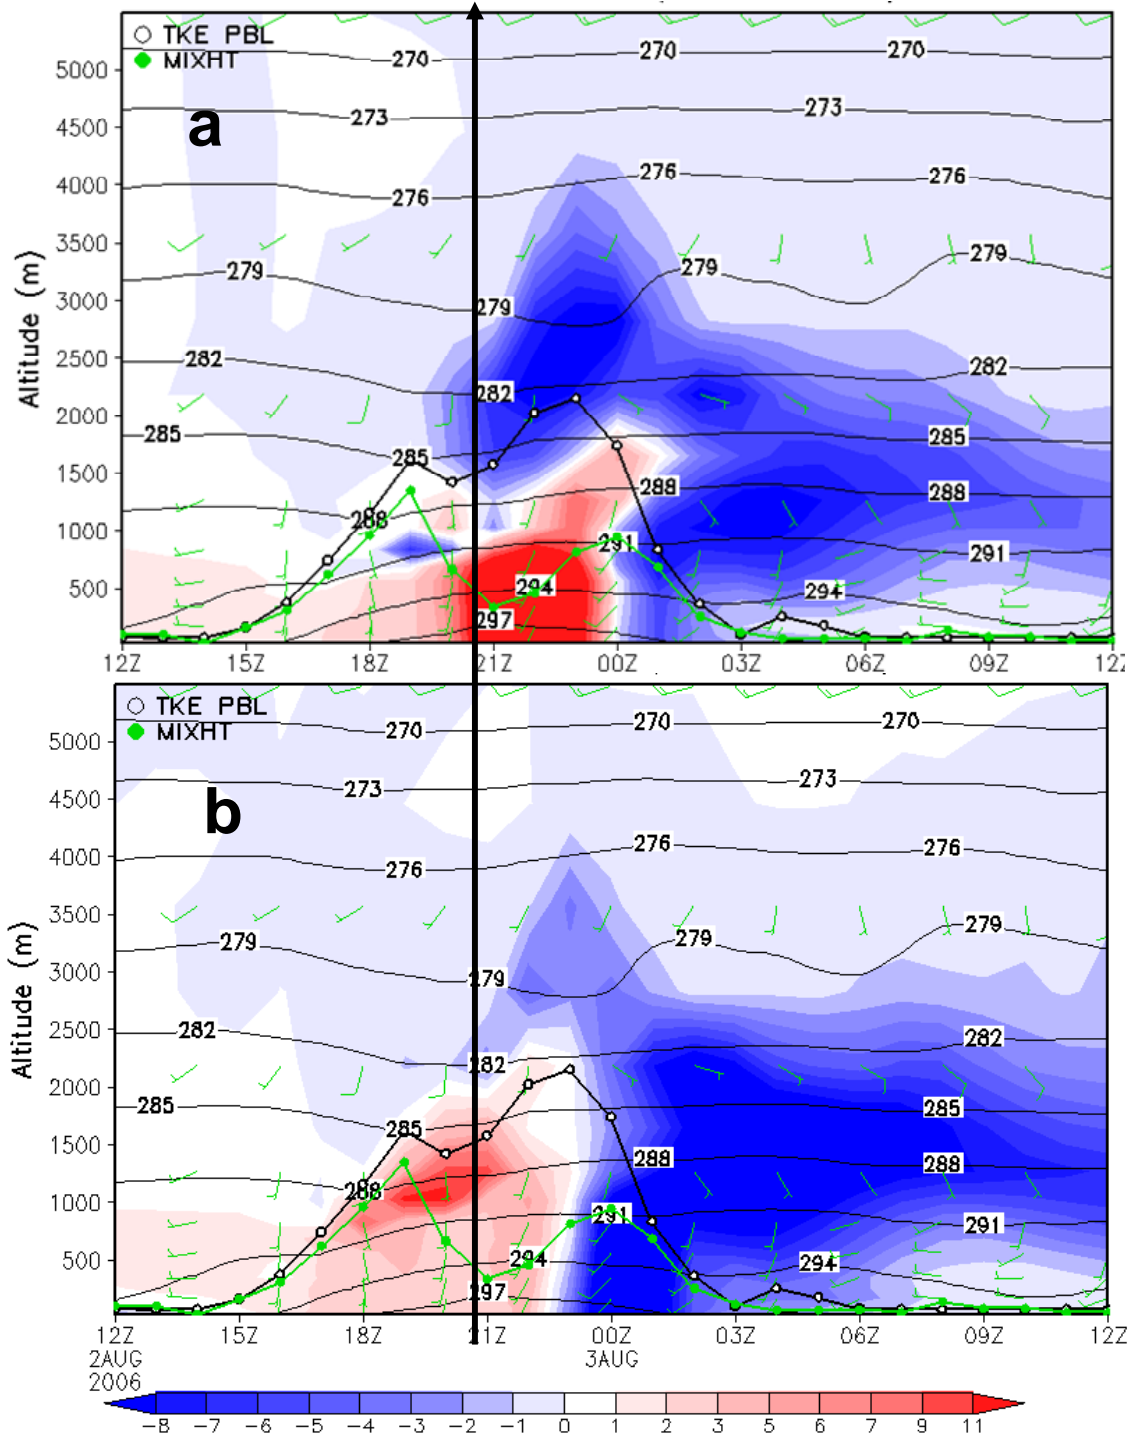 TKE PBL
MIXHT
a
Altitude (m)
5000
4500
4000
3500
3000
2500
2000
1500
1000
500
270 270 270
273 273
276 276 276
279 279 279 279
282 282 282
285 285 285
288 288 288
291 291
294 294
297
12Z 15Z 18Z 21Z 00Z 03Z 06Z 09Z 12Z
TKE PBL
MIXHT
b
Altitude (m)
5000
4500
4000
3500
3000
2500
2000
1500
1000
500
270 270 270
273 273
276 276 276
279 279 279 279
282 282 282
285 285 285
288 288 288
291 291
294 294
297
12Z 15Z 18Z 21Z 00Z 03Z 06Z 09Z 12Z
2AUG 3AUG
2006
-8 -7 -6 -5 -4 -3 -2 -1 0 1 2 3 5 6 7 9 11